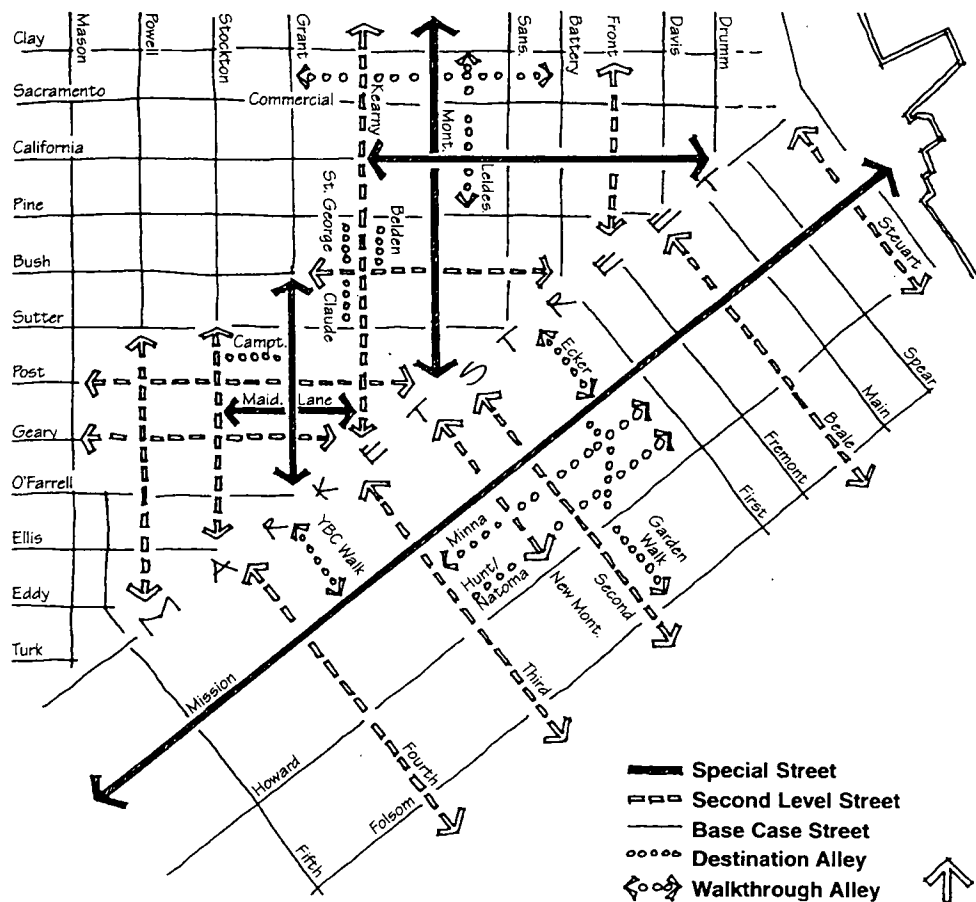 Mason
Powell
Stockton
Grant
Kearny
Mont.
Sans.
Battery
Front
Davis
Drumm
Clay
Sacramento
Commercial
California
Leides.
Pine
St. George
Belden
Bush
Claude
Sutter
Campt.
Post
Maid. Lane
Geary
O'Farrell
Ellis
Eddy
Turk
MARKET STREET
Ecker
YBC Walk
Minna
Hunt/
Natoma
New Mont.
Garden
Walk
Steuart
Spear
Main
Beale
Fremont
First
Second
Third
Fourth
Fifth
Mission
Howard
Folsom
Special Street
Second Level Street
Base Case Street
Destination Alley
Walkthrough Alley